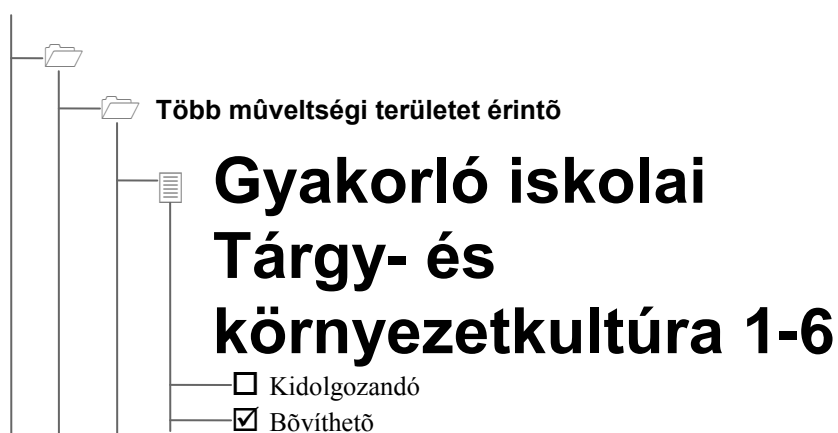 Több mûveltségi területet érintõ
Gyakorló iskolai
Tárgy- és
környezetkultúra 1-6
Kidolgozandó
Bõvíthetõ